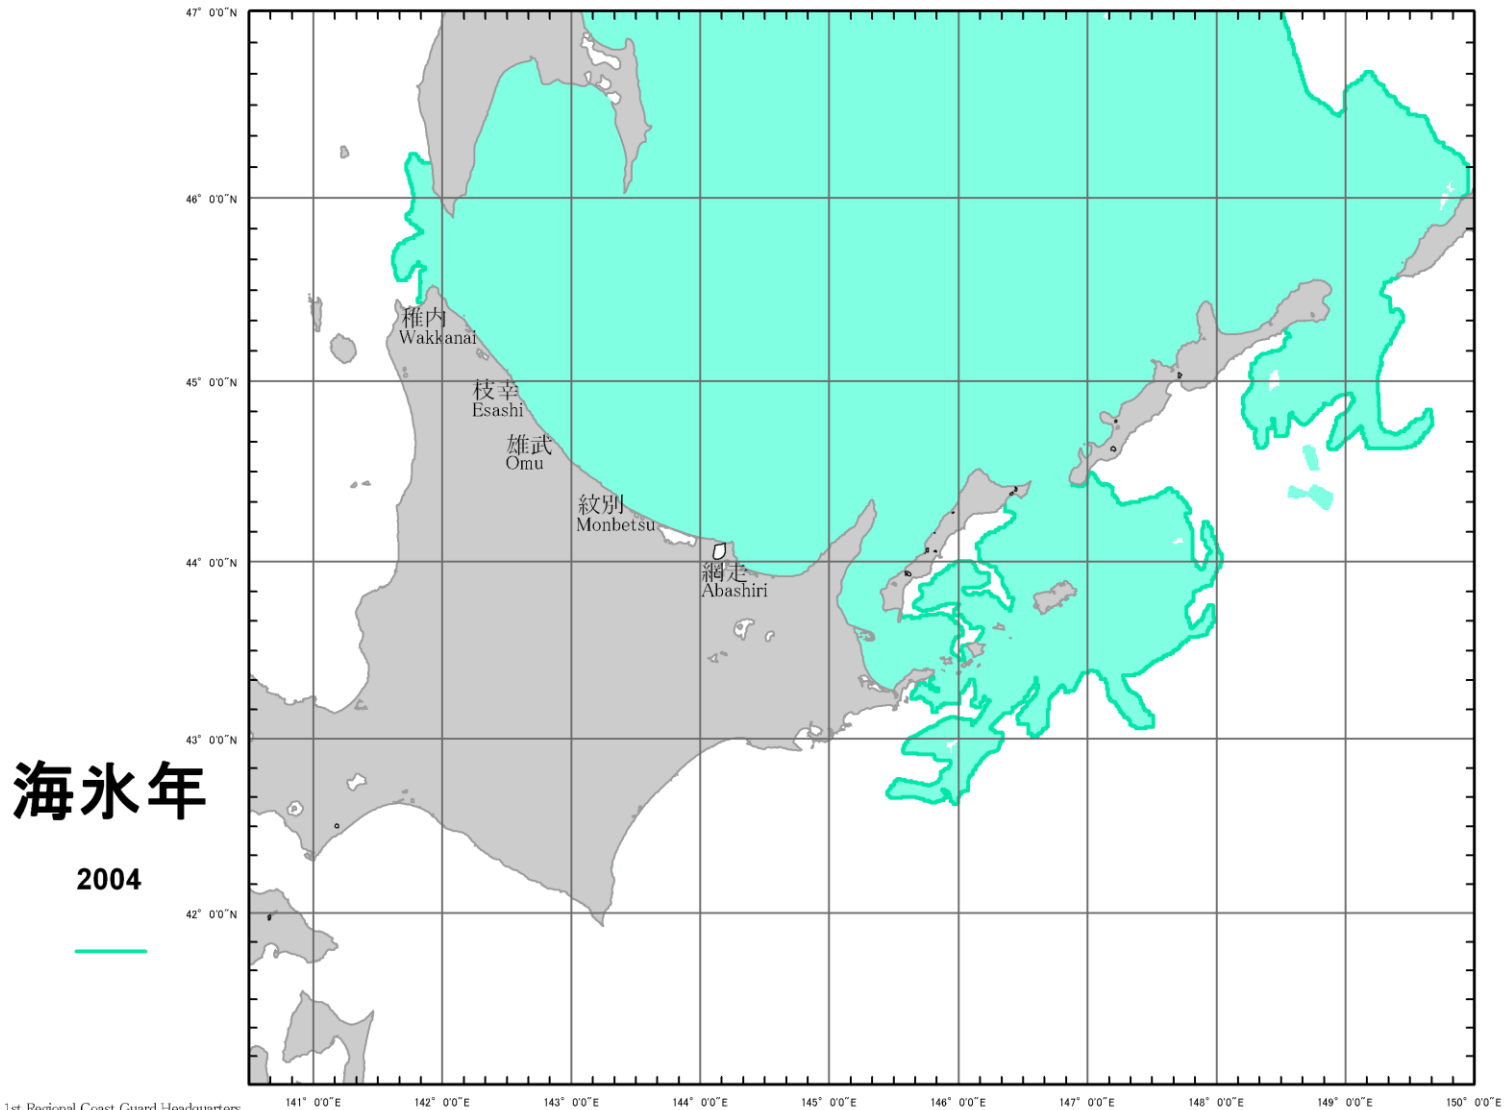 47° 0'0"N
46° 0'0"N
稚内
Wakkanai
45° 0'0"N
枝幸
Esashi
雄武
Omu
紋別
Monbetsu
44° 0'0"N
網走
Abashiri
43° 0'0"N
海氷年
2004
42° 0'0"N
1st Regional Coast Guard Headquarters
141° 0'0"E 142° 0'0"E 143° 0'0"E 144° 0'0"E 145° 0'0"E 146° 0'0"E 147° 0'0"E 148° 0'0"E 149° 0'0"E 150° 0'0"E